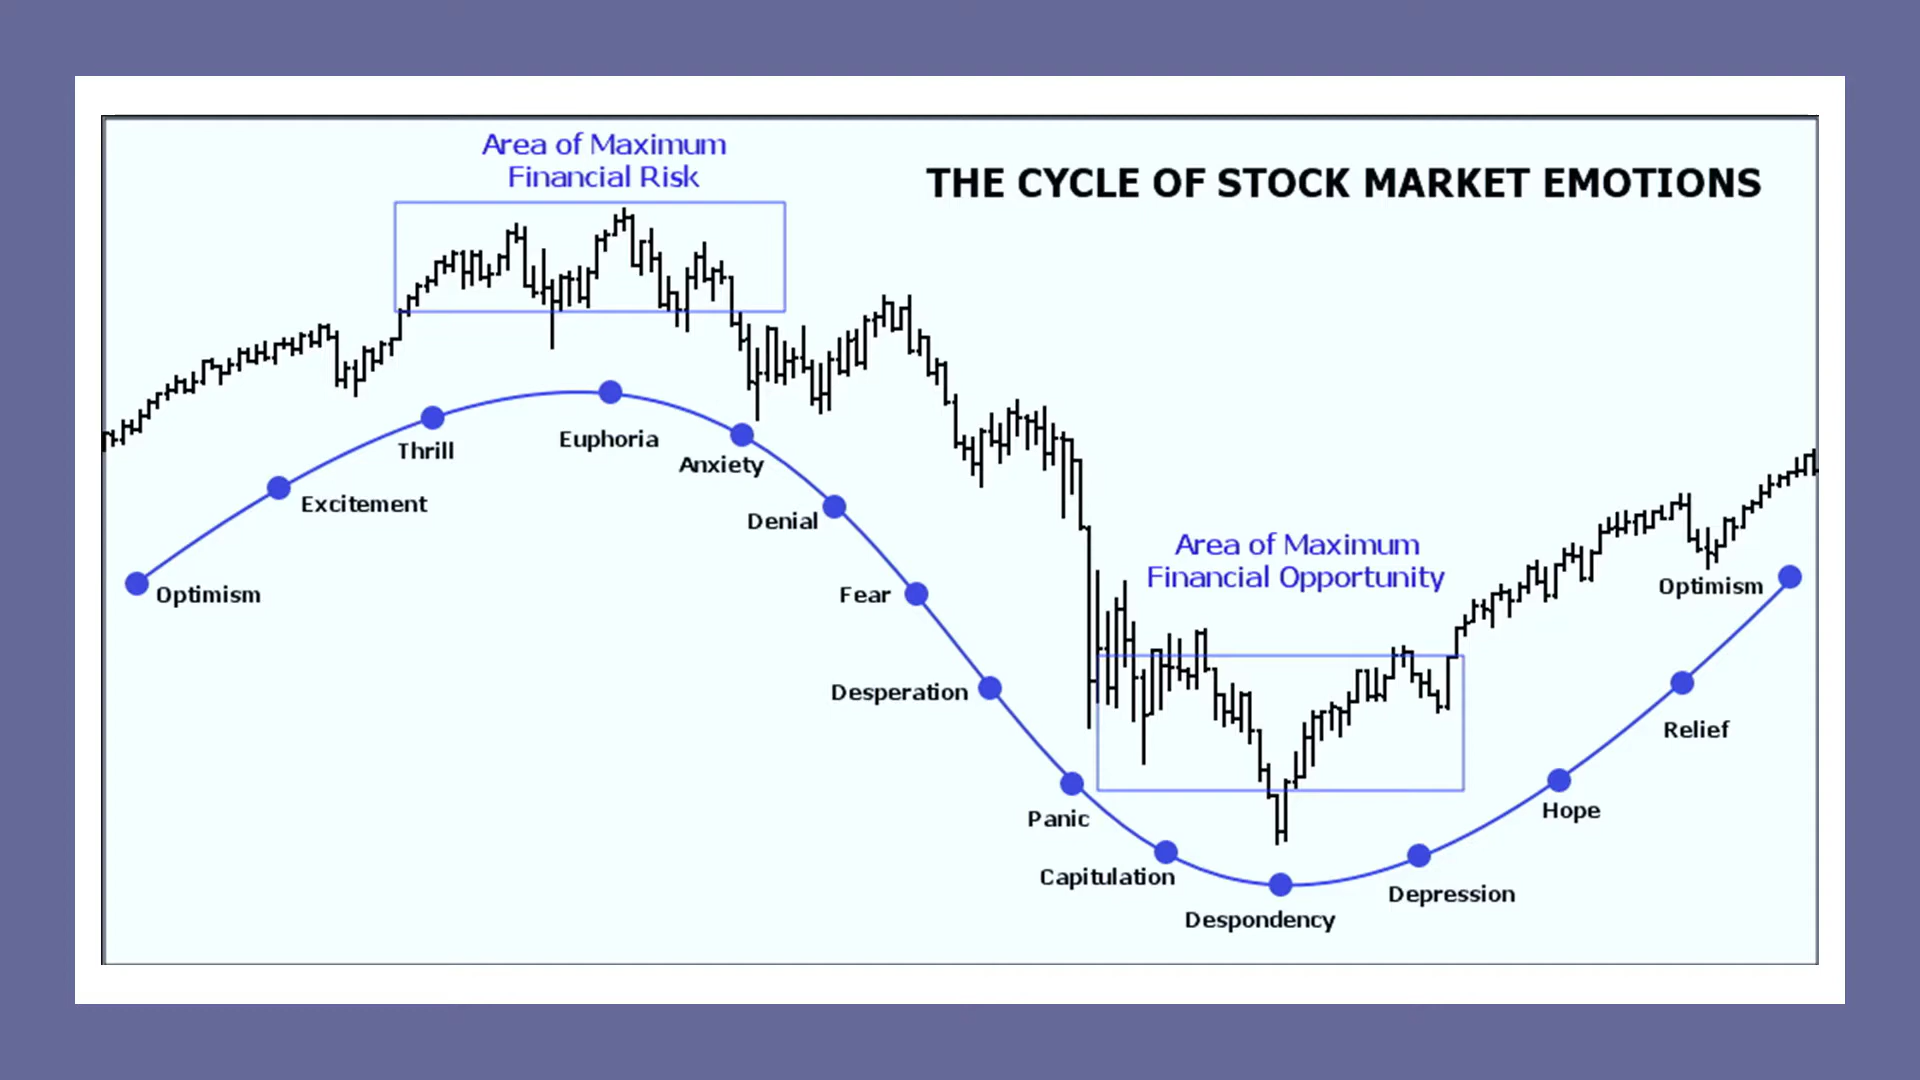 Area of Maximum
Financial Risk
THE CYCLE OF STOCK MARKET EMOTIONS
Optimism
Excitement
Thrill
Euphoria
Anxiety
Denial
Fear
Desperation
Panic
Capitulation
Despondency
Area of Maximum
Financial Opportunity
Depression
Hope
Relief
Optimism